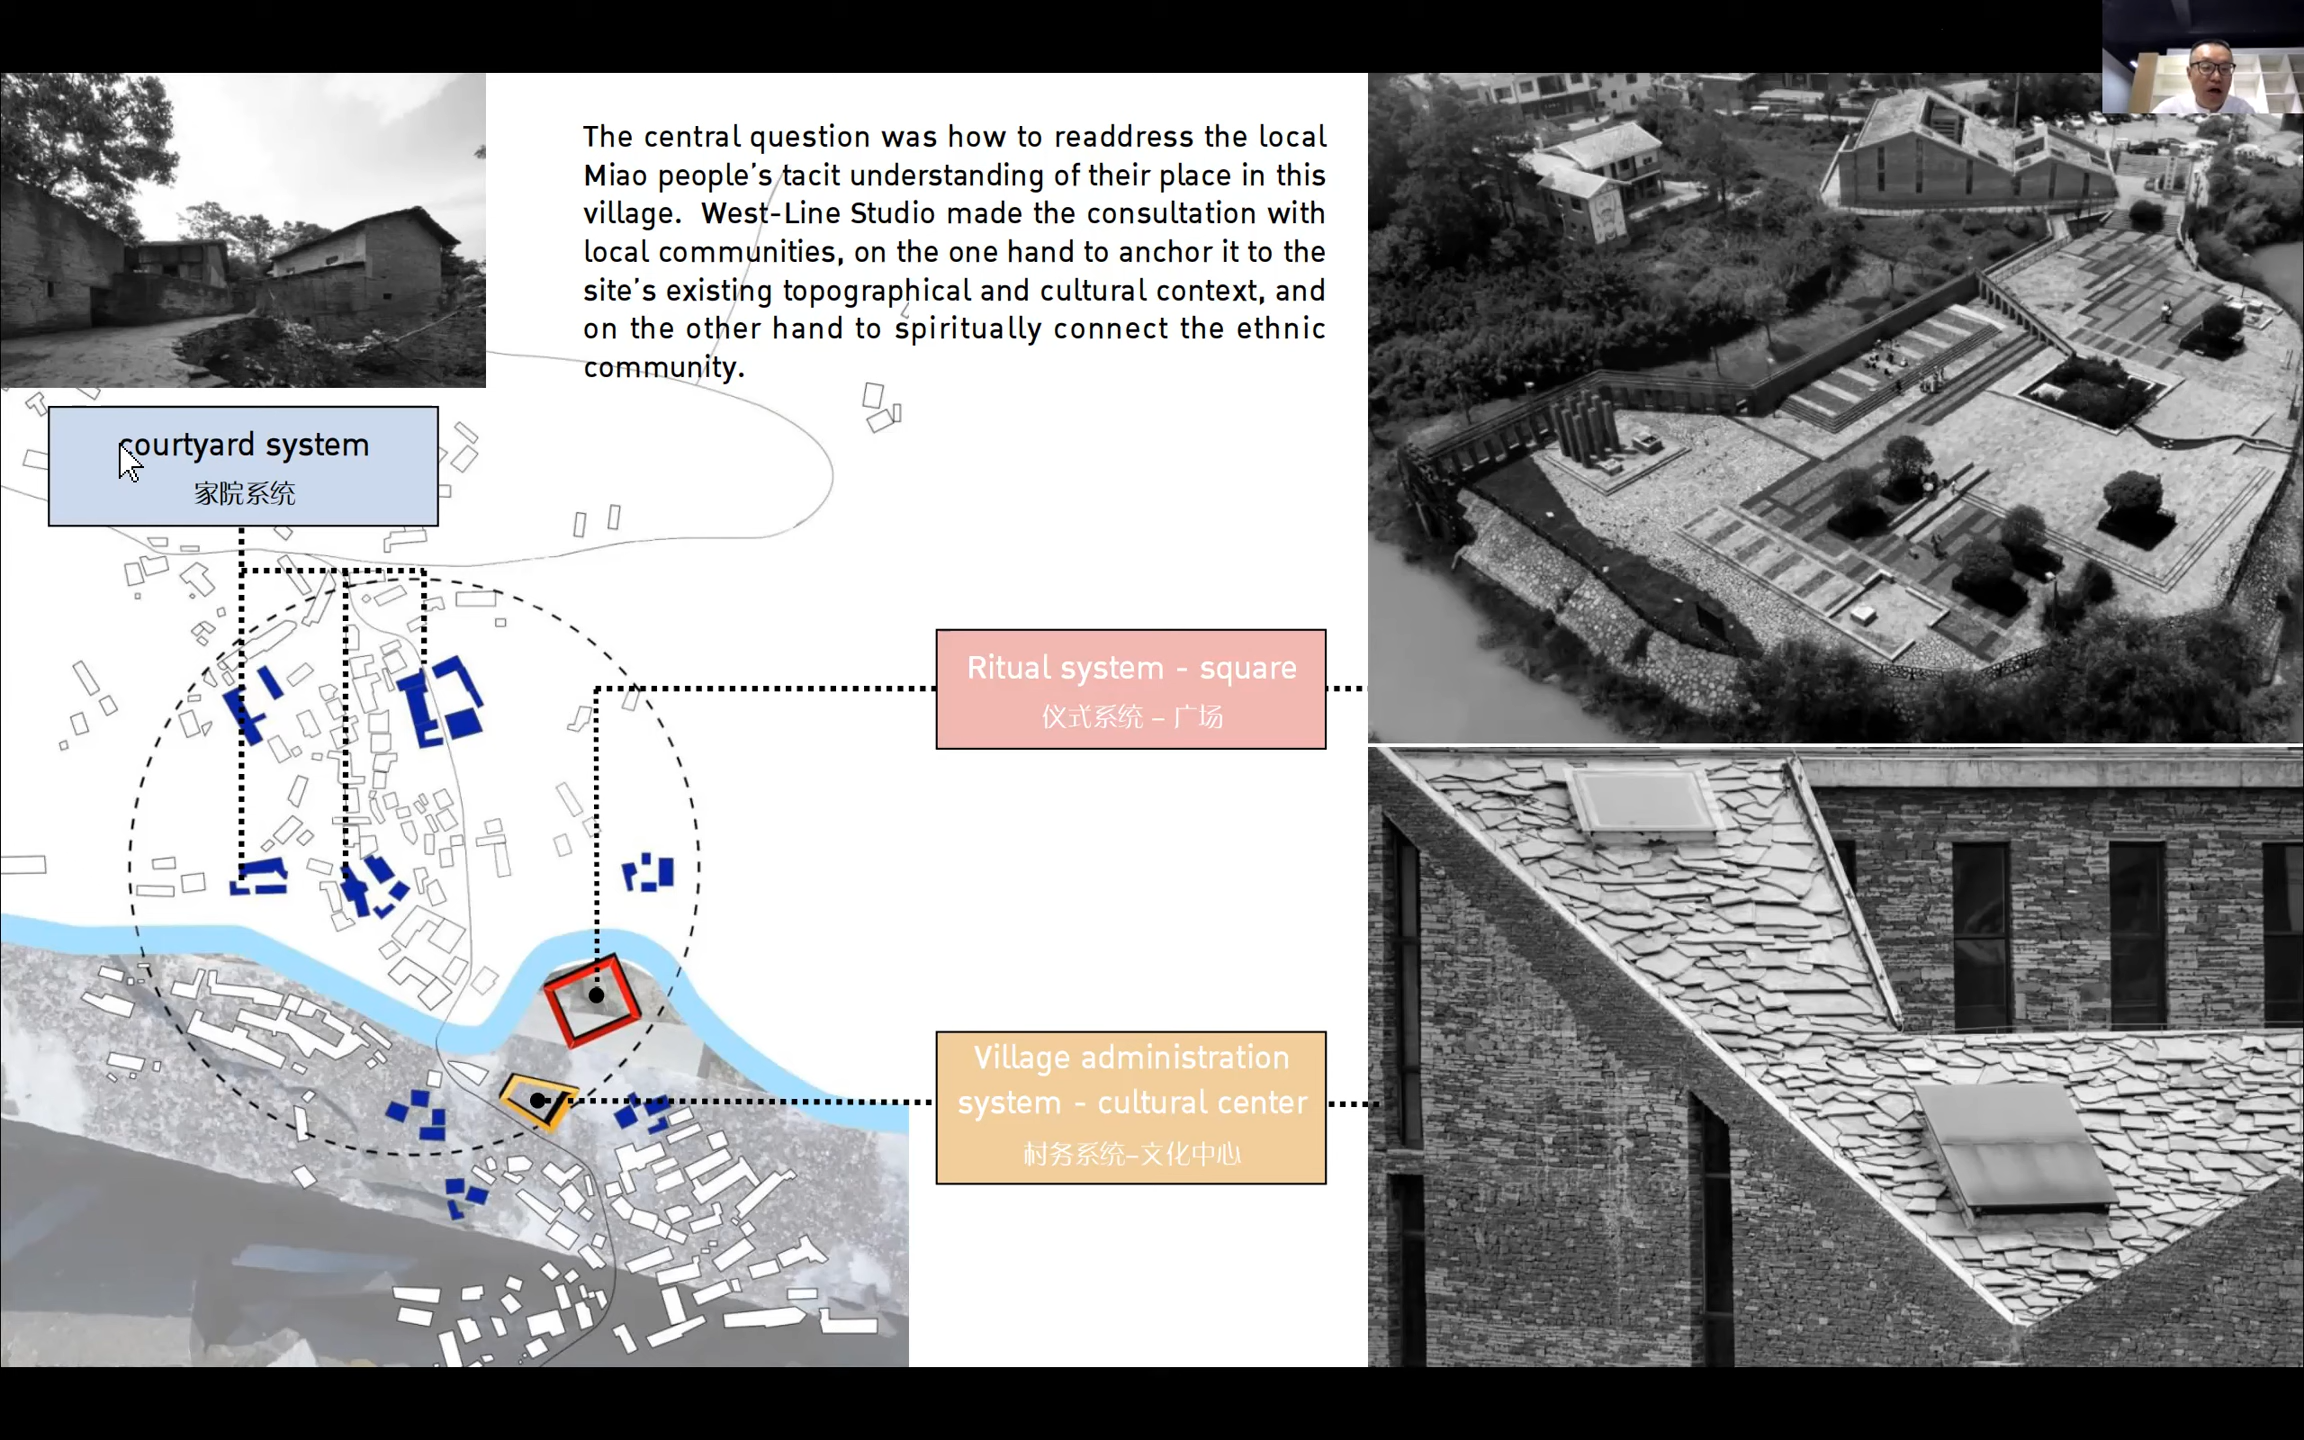 The central question was how to readdress the local
Miao people's tacit understanding of their place in this
village. West-Line Studio made the consultation with
local communities, on the one hand to anchor it to the
site's existing topographical and cultural context, and
on the other hand to spiritually connect the ethnic
community.
courtyard system
家院系统
Ritual system - square
仪式系统 – 广场
Village administration
system - cultural center
村务系统–文化中心